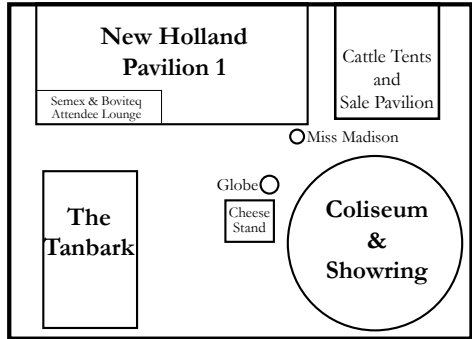 New Holland
Pavilion 1
Semex & Boviteq
Attendee Lounge
Cattle Tents
and
Sale Pavilion
Miss Madison
Globe
Cheese
Stand
The
Tanbark
Coliseum
&
Showring